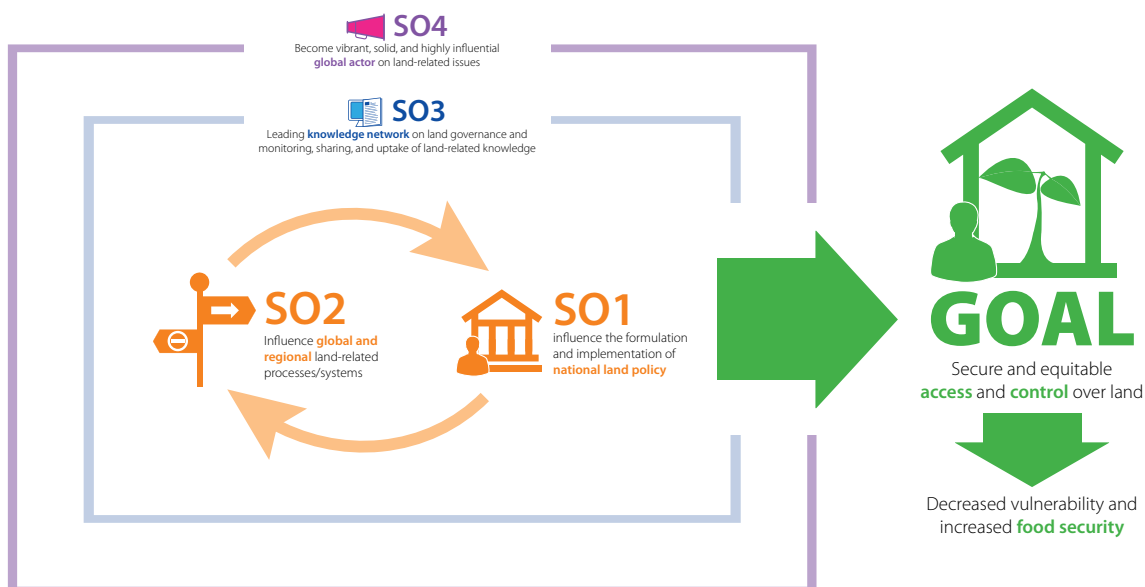 SO4
Become vibrant, solid, and highly influential
global actor on land-related issues
SO3
Leading knowledge network on land governance and
monitoring, sharing, and uptake of land-related knowledge
SO2
Influence global and
regional land-related
processes/systems
SO1
influence the formulation
and implementation of
national land policy
GOAL
Secure and equitable
access and control over land
Decreased vulnerability and
increased food security